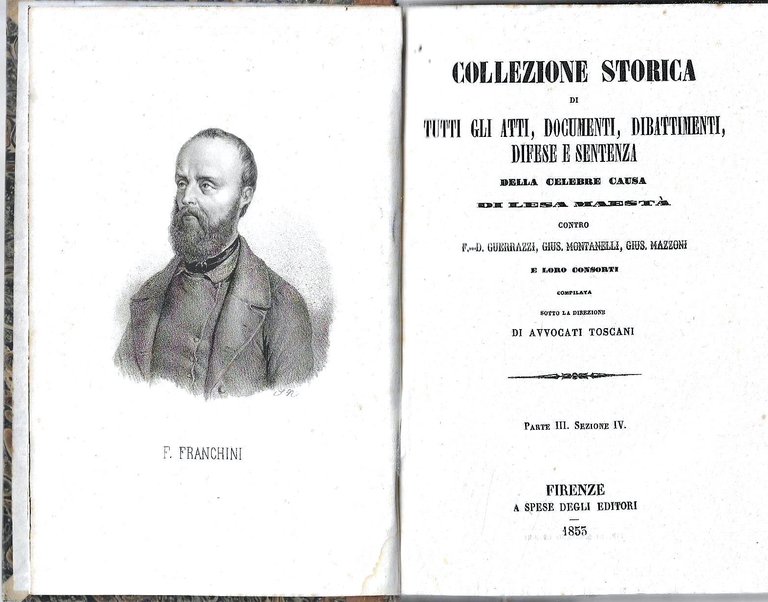 F. FRANCHINI
COLLEZIONE STORICA
DI
TUTTI GLI ATTI, DOCUMENTI, DIBATTIMENTI,
DIFESE E SENTENZA
DELLA CELEBRE CAUSA
DI LESA MAESTÀ
CONTRO
F.-D. GUERRAZZI, GIUS. MONTANELLI, GIUS. MAZZONI
E LORO CONSORTI
COMPILATA
SOTTO LA DIREZIONE
DI AVVOCATI TOSCANI
PARTE III. SEZIONE IV.
FIRENZE
A SPESE DEGLI EDITORI
1853